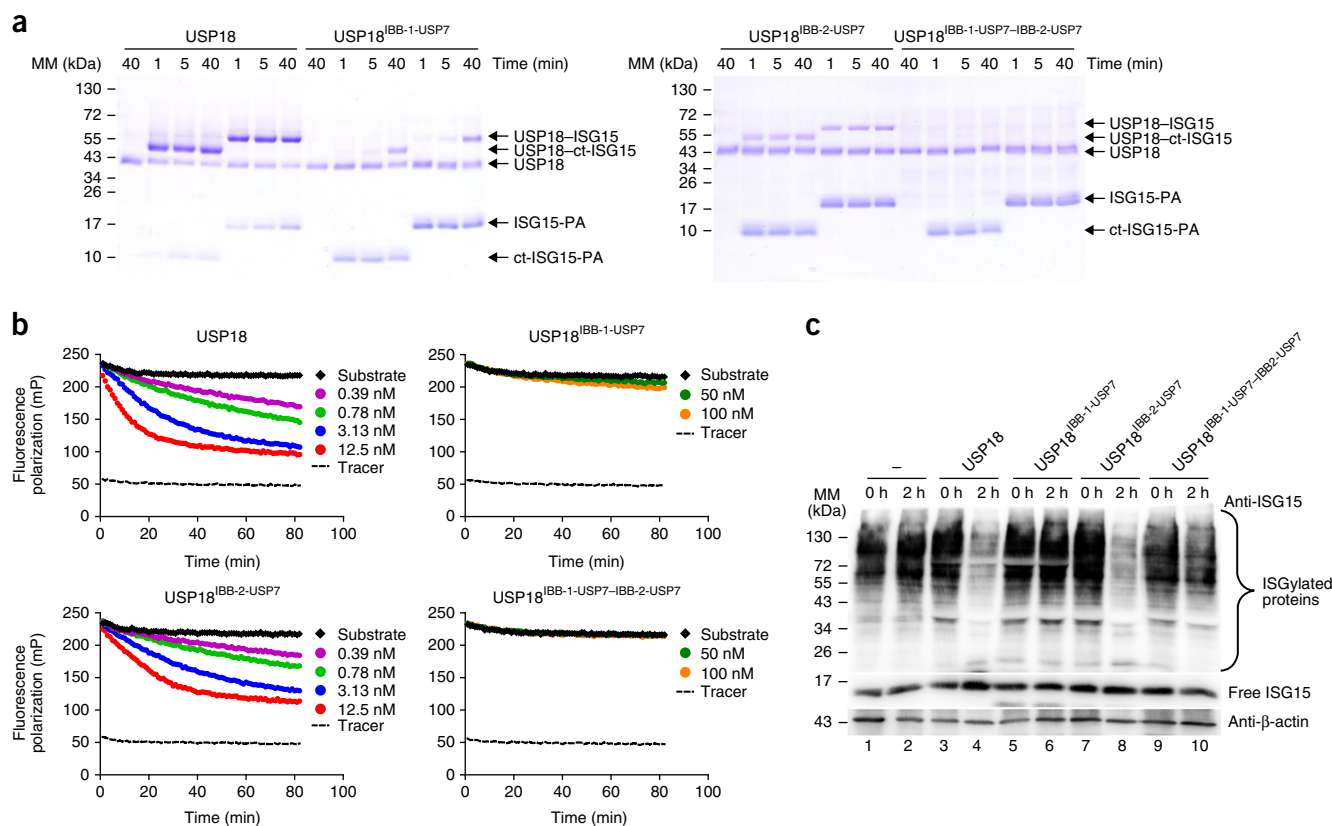 a
USP18 USP18IBB-1-USP7
MM (kDa) 40 1 5 40 1 5 40 40 1 5 40 1 5 40 Time (min)
130
72
55
43
34
26
17
10
USP18–ISG15
USP18–ct-ISG15
USP18
ISG15-PA
ct-ISG15-PA
USP18IBB-2-USP7 USP18IBB-1-USP7–IBB-2-USP7
MM (kDa) 40 1 5 40 1 5 40 40 1 5 40 1 5 40 Time (min)
130
72
55
43
34
26
17
10
USP18–ISG15
USP18–ct-ISG15
USP18
ISG15-PA
ct-ISG15-PA
b
USP18
Fluorescence
polarization (mP)
250
200
150
100
50
0
0 20 40 60 80 100
Time (min)
Substrate
0.39 nM
0.78 nM
3.13 nM
12.5 nM
Tracer
USP18IBB-1-USP7
250
200
150
100
50
0
0 20 40 60 80 100
Time (min)
Substrate
50 nM
100 nM
Tracer
USP18IBB-2-USP7
Fluorescence
polarization (mP)
250
200
150
100
50
0
0 20 40 60 80 100
Time (min)
Substrate
0.39 nM
0.78 nM
3.13 nM
12.5 nM
Tracer
USP18IBB-1-USP7–IBB-2-USP7
250
200
150
100
50
0
0 20 40 60 80 100
Time (min)
Substrate
50 nM
100 nM
Tracer
c
– USP18 USP18IBB-1-USP7 USP18IBB-2-USP7 USP18IBB-1-USP7-IBB2-USP7
MM
(kDa)
0 h 2 h 0 h 2 h 0 h 2 h 0 h 2 h 0 h 2 h
Anti-ISG15
130
72
55
43
34
26
17
43
ISGylated
proteins
Free ISG15
Anti-β-actin
1 2 3 4 5 6 7 8 9 10